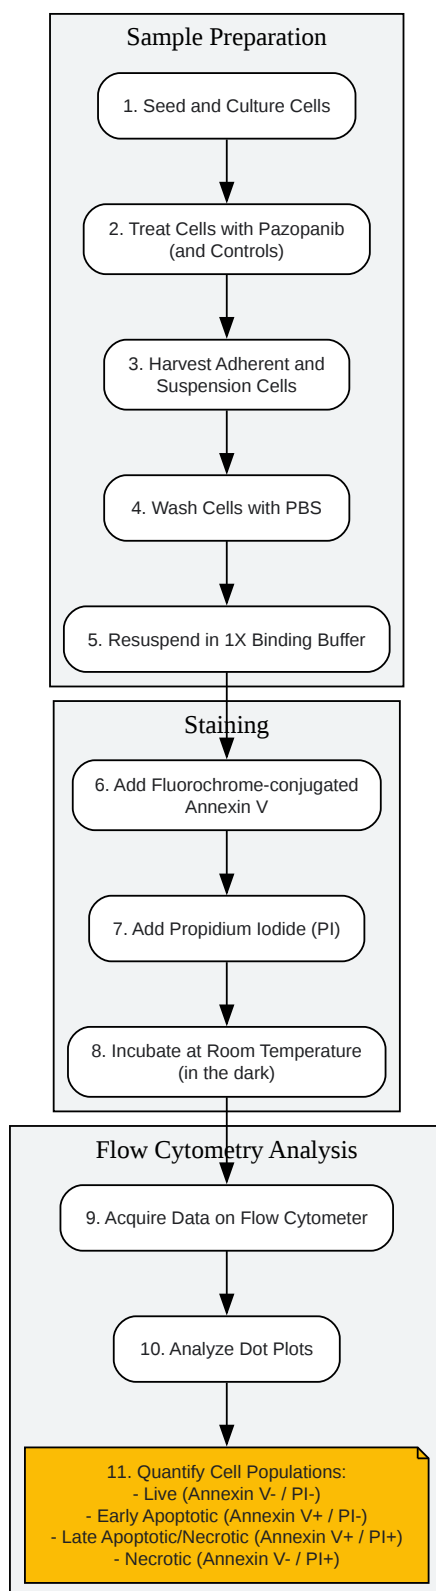 Sample Preparation
1. Seed and Culture Cells
2. Treat Cells with Pazopanib
(and Controls)
3. Harvest Adherent and
Suspension Cells
4. Wash Cells with PBS
5. Resuspend in 1X Binding Buffer
Staining
6. Add Fluorochrome-conjugated
Annexin V
7. Add Propidium Iodide (PI)
8. Incubate at Room Temperature
(in the dark)
Flow Cytometry Analysis
9. Acquire Data on Flow Cytometer
10. Analyze Dot Plots
11. Quantify Cell Populations:
- Live (Annexin V- / PI-)
- Early Apoptotic (Annexin V+ / PI-)
- Late Apoptotic/Necrotic (Annexin V+ / PI+)
- Necrotic (Annexin V- / PI+)